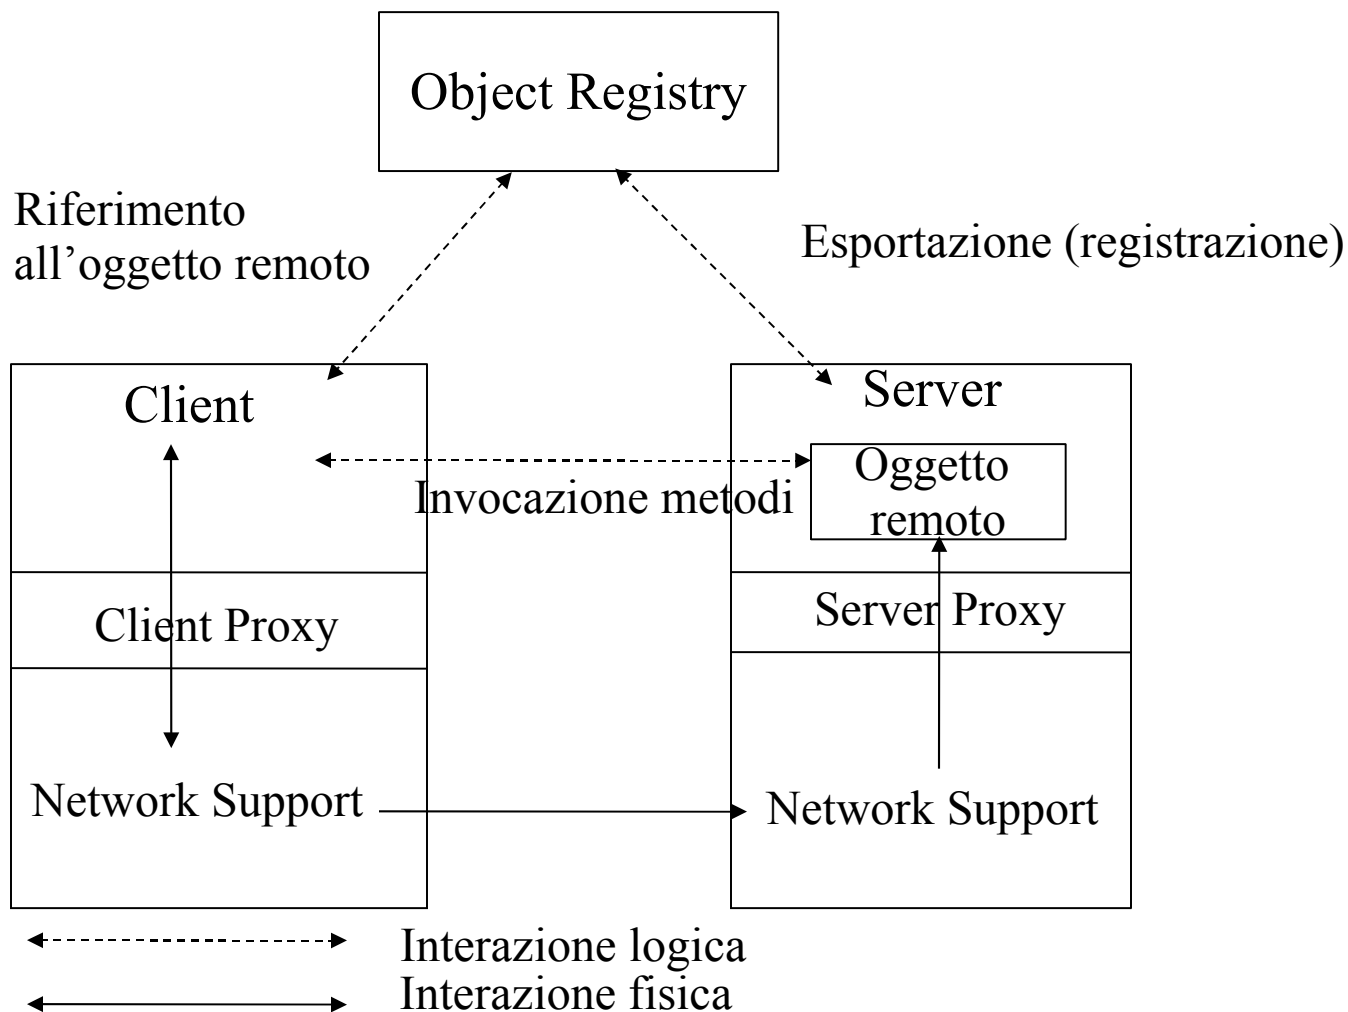 Object Registry
Riferimento
all’oggetto remoto
Esportazione (registrazione)
Client
Server
Oggetto
remoto
Invocazione metodi
Client Proxy
Server Proxy
Network Support
Network Support
Interazione logica
Interazione fisica